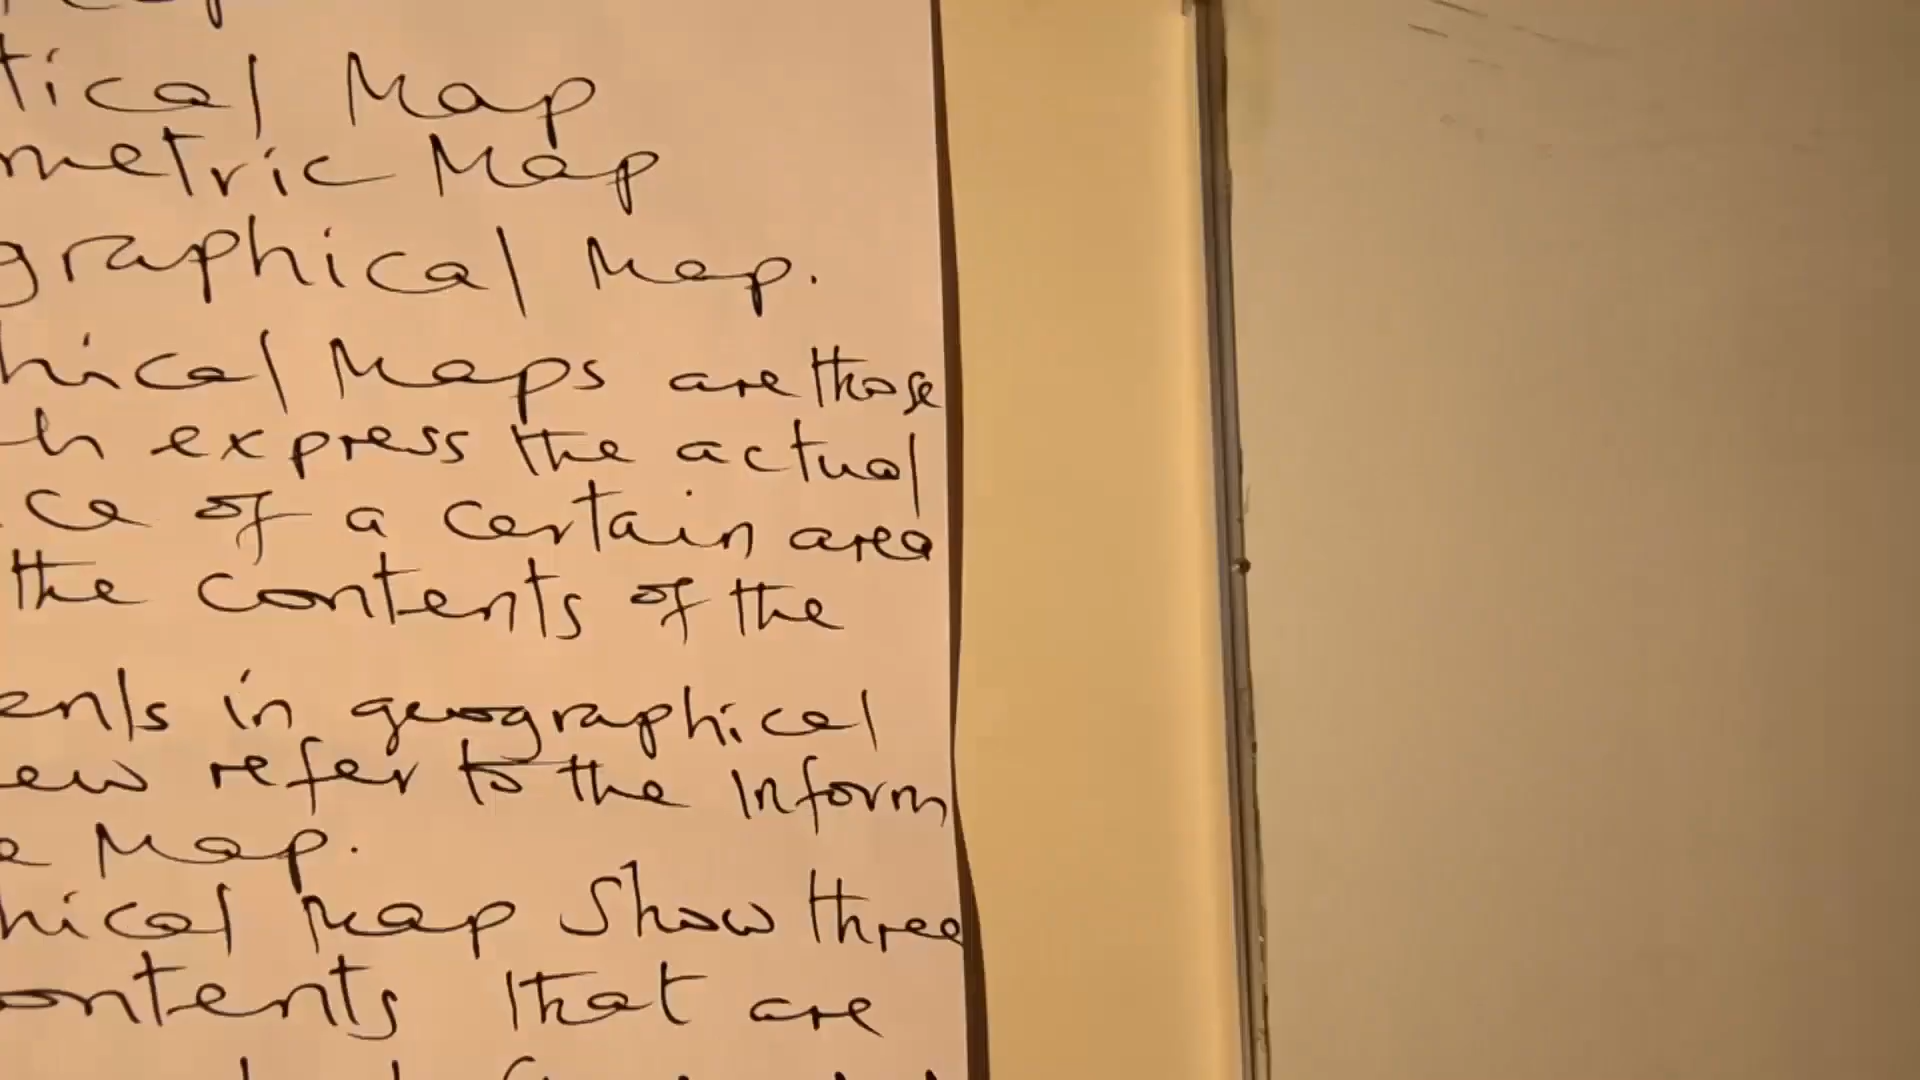 tical Map
metric Map
graphical Map.
hical Maps are those
ch express the actual
ce of a certain area
the contents of the
ents in geographical
ew refer to the Inform
e Map.
hical Map Show three
ontents that are